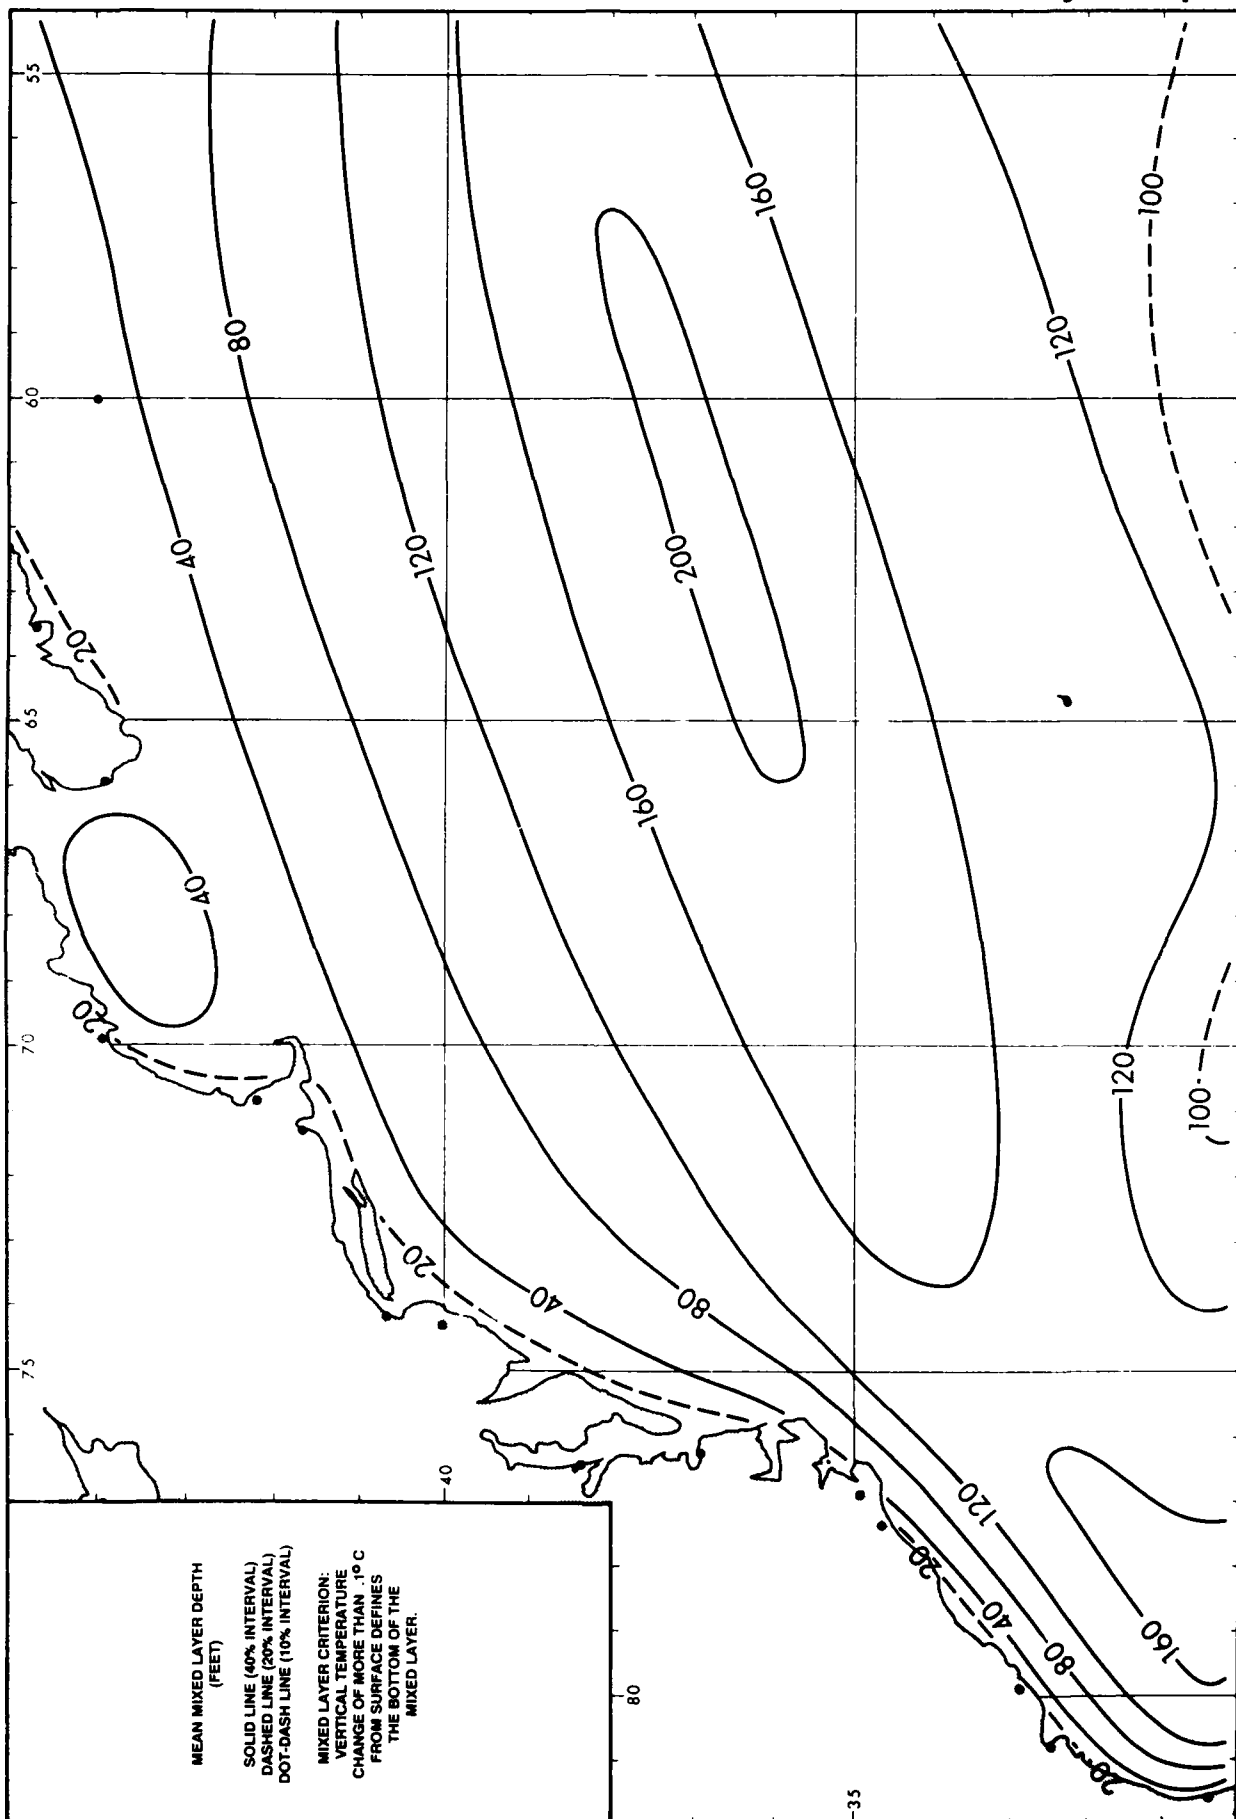 MEAN MIXED LAYER DEPTH
(FEET)
SOLID LINE (40% INTERVAL)
DASHED LINE (20% INTERVAL)
DOT-DASH LINE (10% INTERVAL)
MIXED LAYER CRITERION:
VERTICAL TEMPERATURE
CHANGE OF MORE THAN .1° C
FROM SURFACE DEFINES
THE BOTTOM OF THE
MIXED LAYER.
80
75
70
65
60
55
40
35
20
40
20
40
80
120
160
200
160
120
100
20
40
80
160
120
100
20
40
80
120
160
20